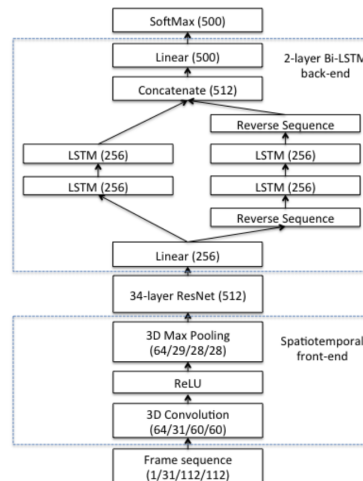 SoftMax (500)
Linear (500)
2-layer Bi-LSTM
back-end
Concatenate (512)
Reverse Sequence
LSTM (256)
LSTM (256)
LSTM (256)
LSTM (256)
Reverse Sequence
Linear (256)
34-layer ResNet (512)
3D Max Pooling
(64/29/28/28)
Spatiotemporal
front-end
ReLU
3D Convolution
(64/31/60/60)
Frame sequence
(1/31/112/112)